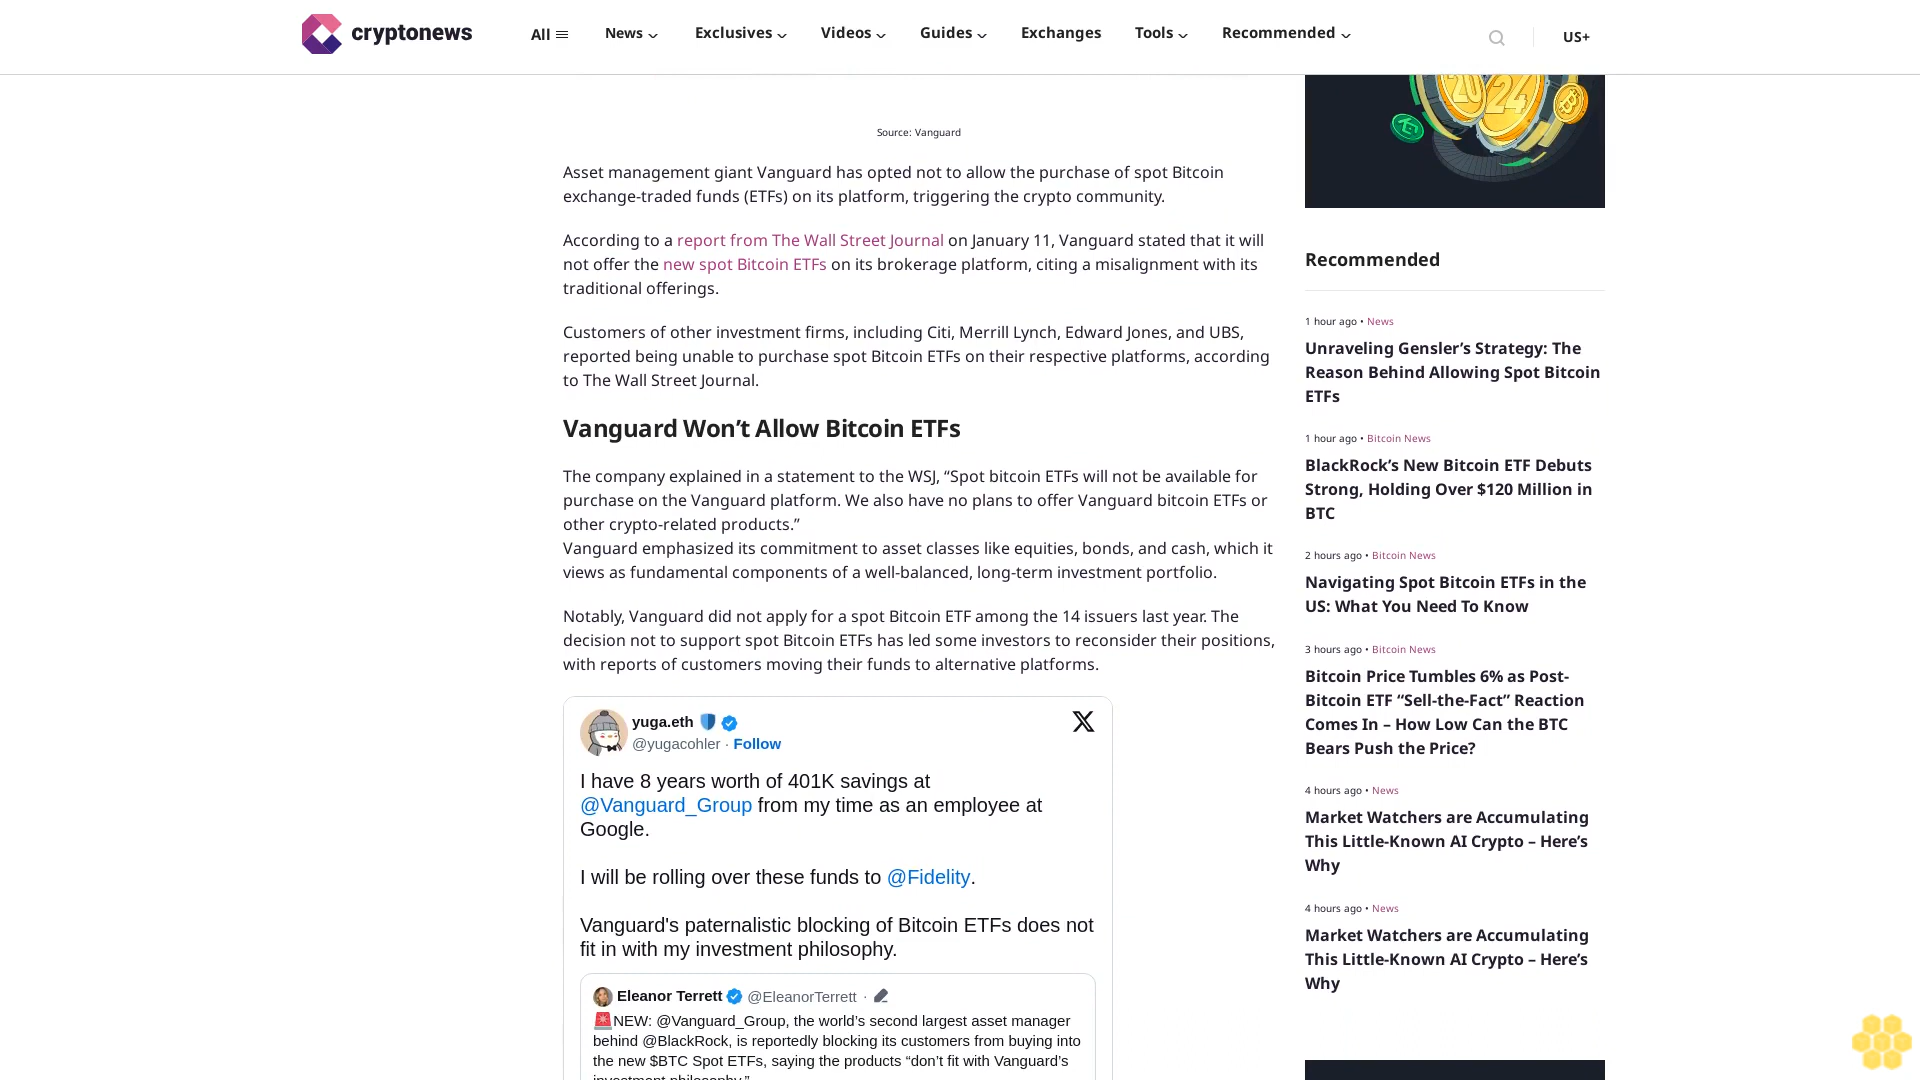 cryptonews
All
News
Exclusives
Videos
Guides
Exchanges
Tools
Recommended
US+
Source: Vanguard
Asset management giant Vanguard has opted not to allow the purchase of spot Bitcoin
exchange-traded funds (ETFs) on its platform, triggering the crypto community.
According to a report from The Wall Street Journal on January 11, Vanguard stated that it will
not offer the new spot Bitcoin ETFs on its brokerage platform, citing a misalignment with its
traditional offerings.
Customers of other investment firms, including Citi, Merrill Lynch, Edward Jones, and UBS,
reported being unable to purchase spot Bitcoin ETFs on their respective platforms, according
to The Wall Street Journal.
Vanguard Won’t Allow Bitcoin ETFs
The company explained in a statement to the WSJ, “Spot bitcoin ETFs will not be available for
purchase on the Vanguard platform. We also have no plans to offer Vanguard bitcoin ETFs or
other crypto-related products.”
Vanguard emphasized its commitment to asset classes like equities, bonds, and cash, which it
views as fundamental components of a well-balanced, long-term investment portfolio.
Notably, Vanguard did not apply for a spot Bitcoin ETF among the 14 issuers last year. The
decision not to support spot Bitcoin ETFs has led some investors to reconsider their positions,
with reports of customers moving their funds to alternative platforms.
yuga.eth
@yugacohler · Follow
I have 8 years worth of 401K savings at
@Vanguard_Group from my time as an employee at
Google.
I will be rolling over these funds to @Fidelity.
Vanguard's paternalistic blocking of Bitcoin ETFs does not
fit in with my investment philosophy.
Eleanor Terrett @EleanorTerrett ·
NEW: @Vanguard_Group, the world’s second largest asset manager
behind @BlackRock, is reportedly blocking its customers from buying into
the new $BTC Spot ETFs, saying the products “don’t fit with Vanguard’s
investment philosophy.”
20 24
Recommended
1 hour ago • News
Unraveling Gensler’s Strategy: The
Reason Behind Allowing Spot Bitcoin
ETFs
1 hour ago • Bitcoin News
BlackRock’s New Bitcoin ETF Debuts
Strong, Holding Over $120 Million in
BTC
2 hours ago • Bitcoin News
Navigating Spot Bitcoin ETFs in the
US: What You Need To Know
3 hours ago • Bitcoin News
Bitcoin Price Tumbles 6% as Post-
Bitcoin ETF “Sell-the-Fact” Reaction
Comes In – How Low Can the BTC
Bears Push the Price?
4 hours ago • News
Market Watchers are Accumulating
This Little-Known AI Crypto – Here’s
Why
4 hours ago • News
Market Watchers are Accumulating
This Little-Known AI Crypto – Here’s
Why